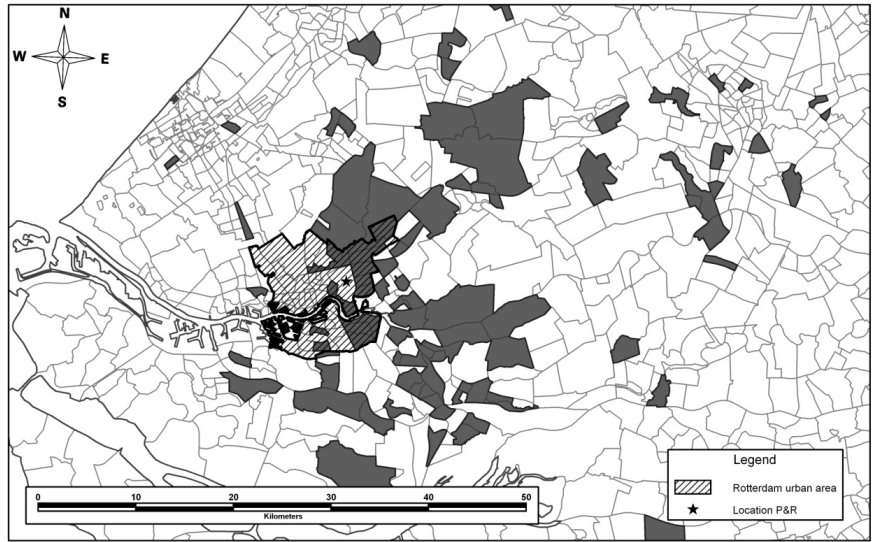 N
W E
S
Legend
Rotterdam urban area
Location P&R
0 10 20 30 40 50
Kilometers